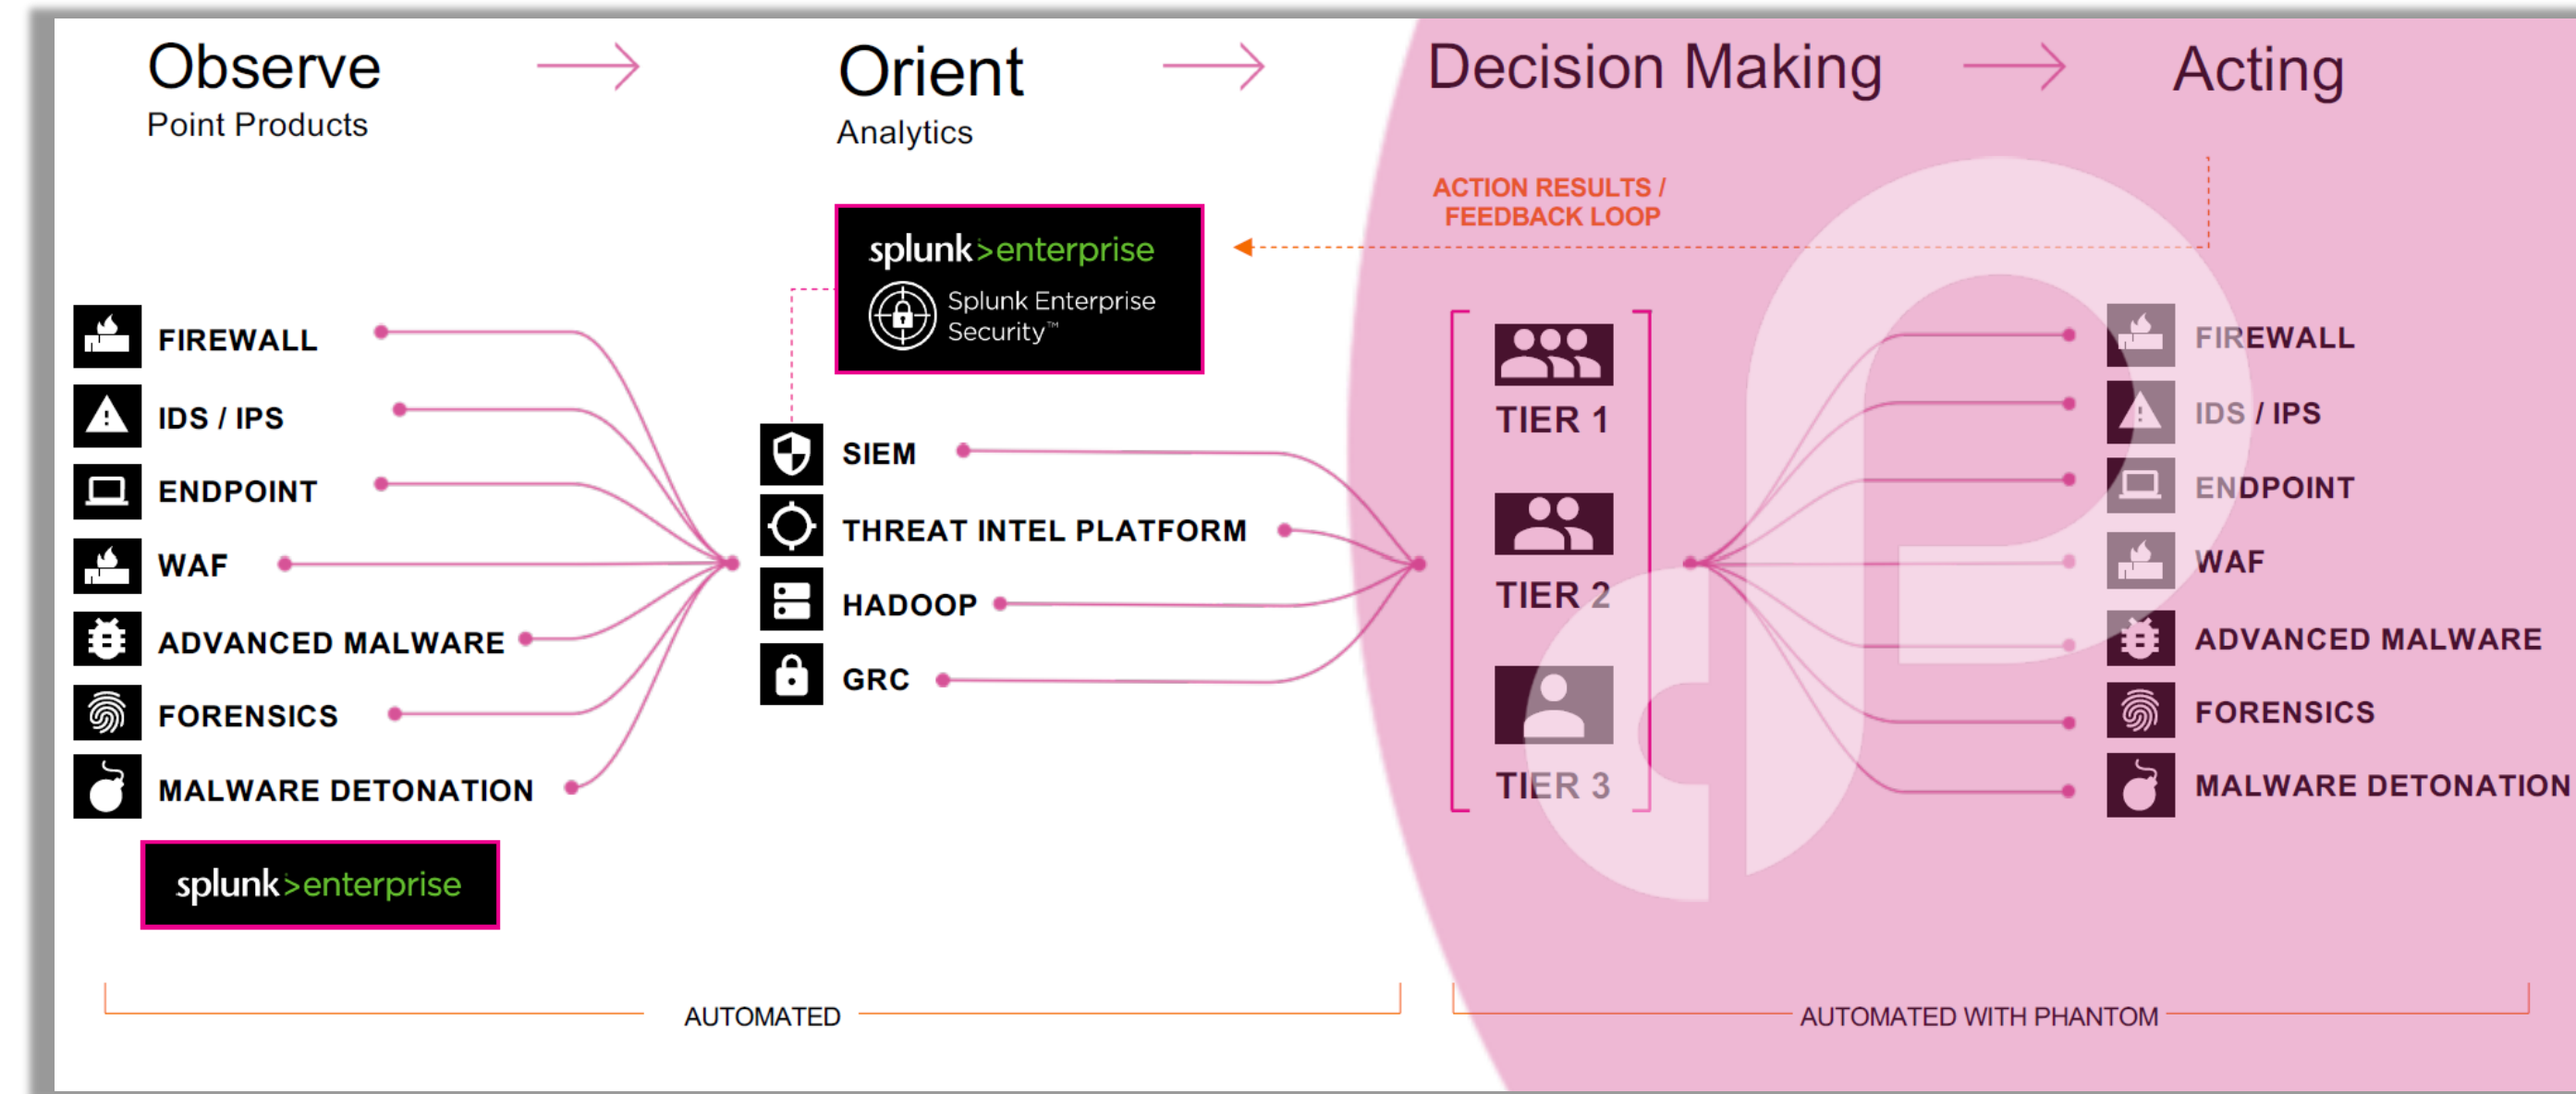 Observe
Point Products
Orient
Analytics
Decision Making
Acting
FIREWALL
IDS / IPS
ENDPOINT
WAF
ADVANCED MALWARE
FORENSICS
MALWARE DETONATION
splunk>enterprise
splunk>enterprise
Splunk Enterprise
Security™
SIEM
THREAT INTEL PLATFORM
HADOOP
GRC
ACTION RESULTS /
FEEDBACK LOOP
TIER 1
TIER 2
TIER 3
FIREWALL
IDS / IPS
ENDPOINT
WAF
ADVANCED MALWARE
FORENSICS
MALWARE DETONATION
AUTOMATED
AUTOMATED WITH PHANTOM